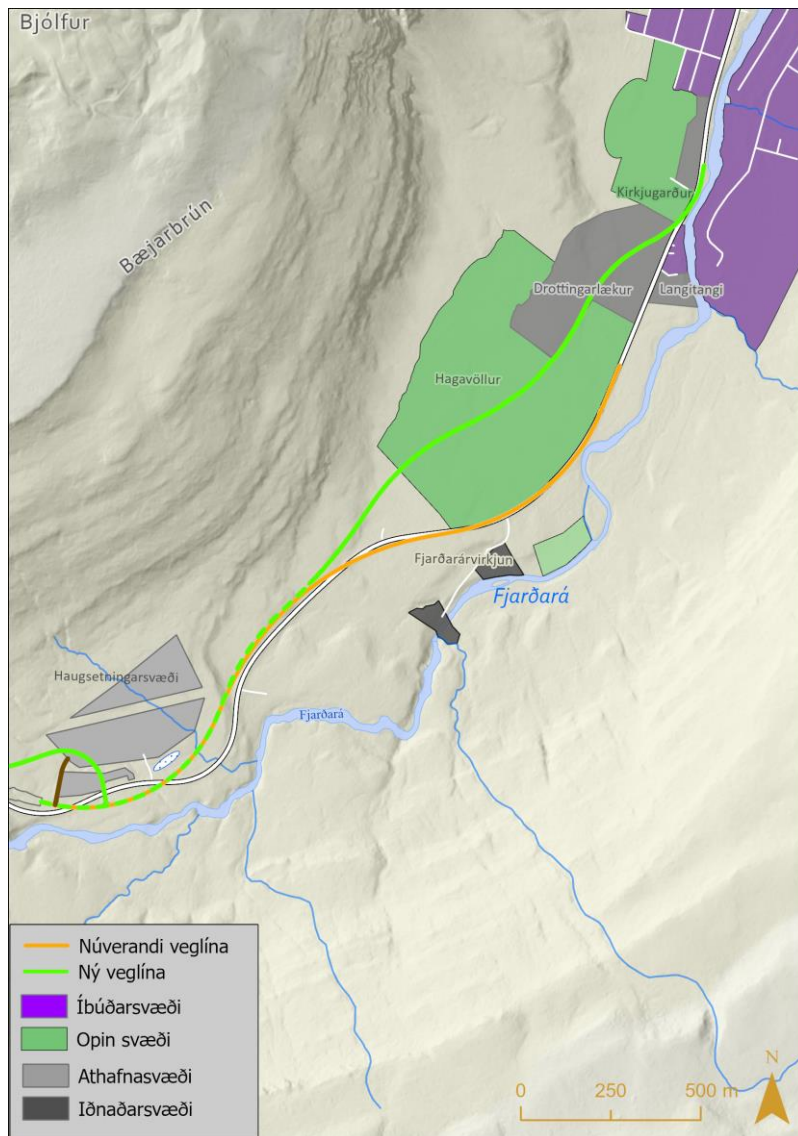 Bjólfur
Bæjarbrún
Kirkjugarður
Drottingarlækur
Langitangi
Hagavöllur
Fjarðarárvirkjun
Fjarðará
Haugsetningarsvæði
Fjarðará
Núverandi veglína
Ný veglína
Íbúðarsvæði
Opin svæði
Athafnasvæði
Iðnaðarsvæði
N
0 250 500 m